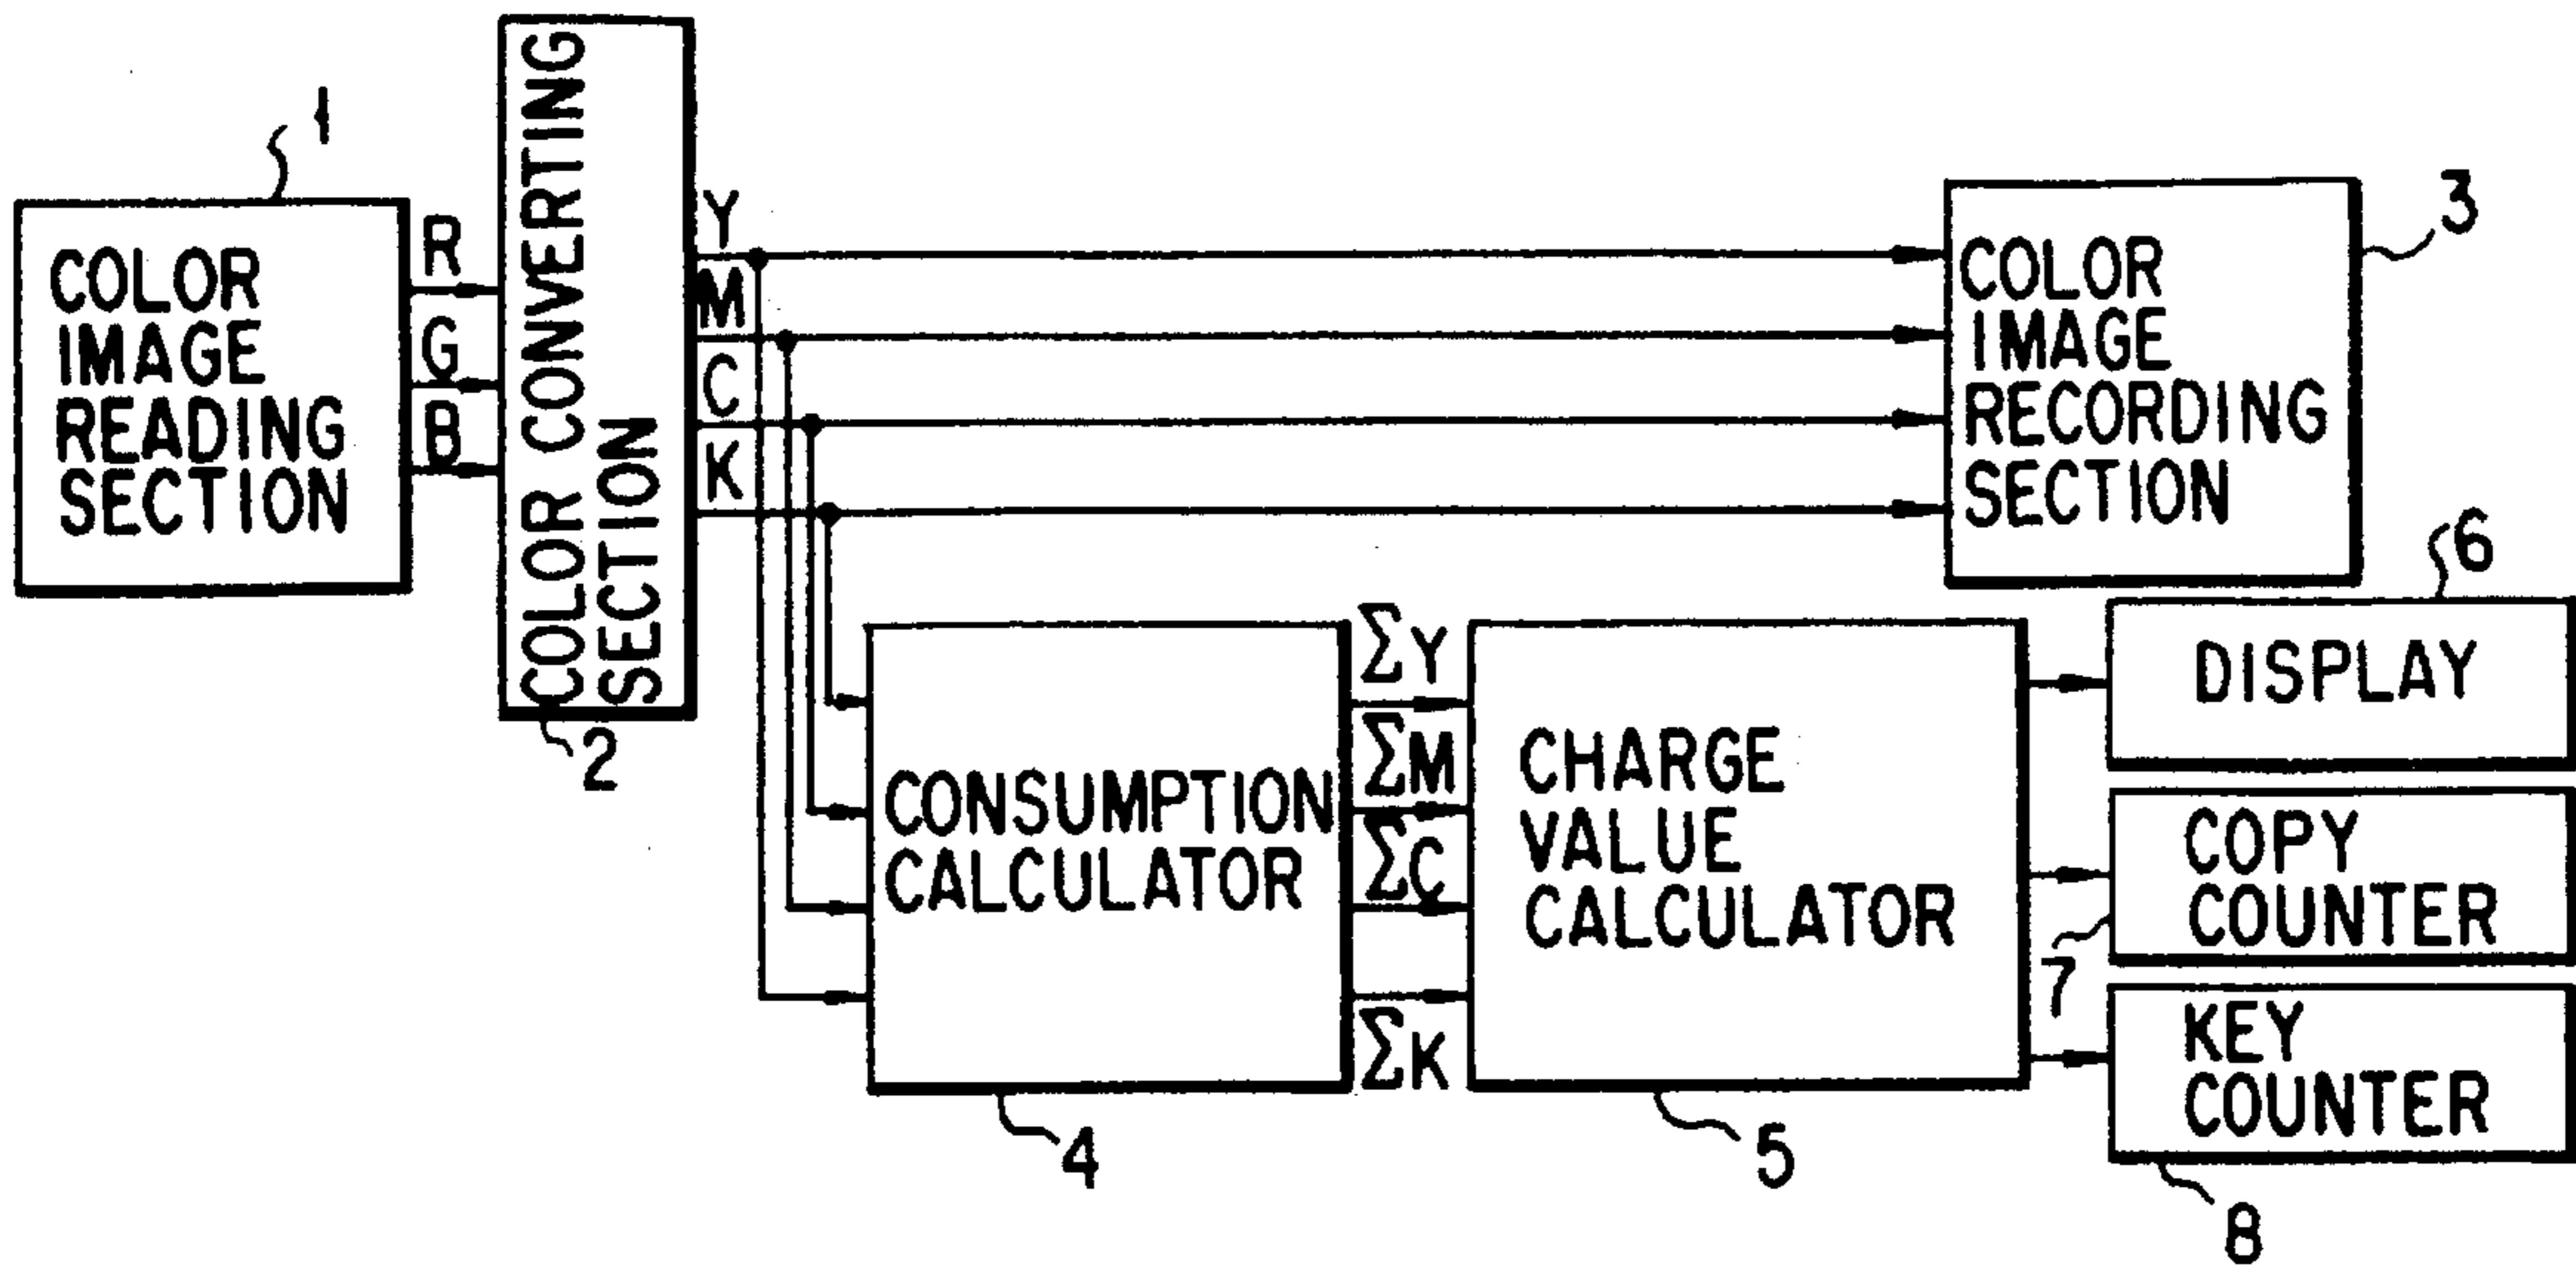 1
COLOR
IMAGE
READING
SECTION
R
G
B
COLOR CONVERTING
SECTION
2
Y
M
C
K
COLOR
IMAGE
RECORDING
SECTION
3
CONSUMPTION
CALCULATOR
4
ΣY
ΣM
ΣC
ΣK
CHARGE
VALUE
CALCULATOR
5
DISPLAY
6
COPY
COUNTER
7
KEY
COUNTER
8